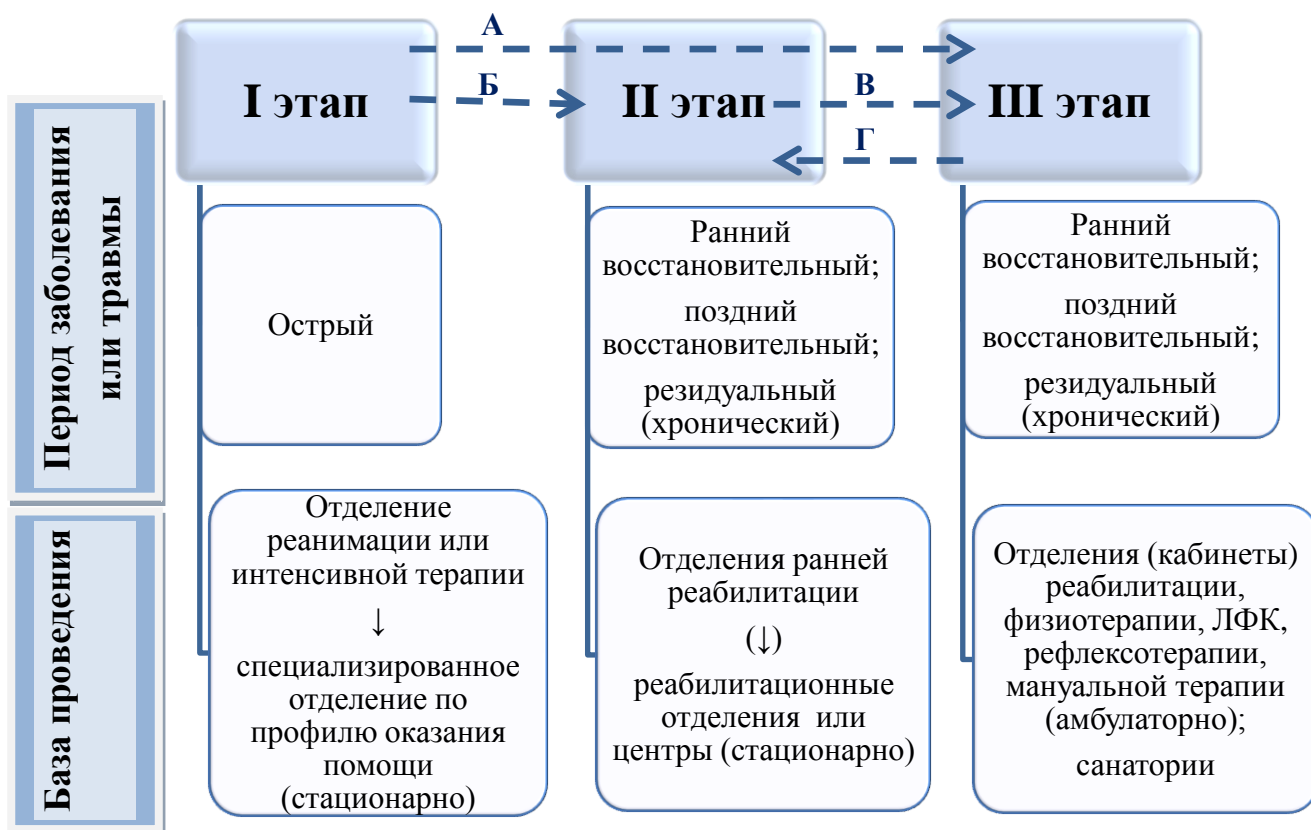 А
Б
В
Г
I этап
II этап
III этап
Период заболевания
или травмы
Острый
Ранний
восстановительный;
поздний
восстановительный;
резидуальный
(хронический)
Ранний
восстановительный;
поздний
восстановительный;
резидуальный
(хронический)
База проведения
Отделение
реанимации или
интенсивной терапии
↓
специализированное
отделение по
профилю оказания
помощи
(стационарно)
Отделения ранней
реабилитации
(↓)
реабилитационные
отделения или
центры (стационарно)
Отделения (кабинеты)
реабилитации,
физиотерапии, ЛФК,
рефлексотерапии,
мануальной терапии
(амбулаторно);
санатории